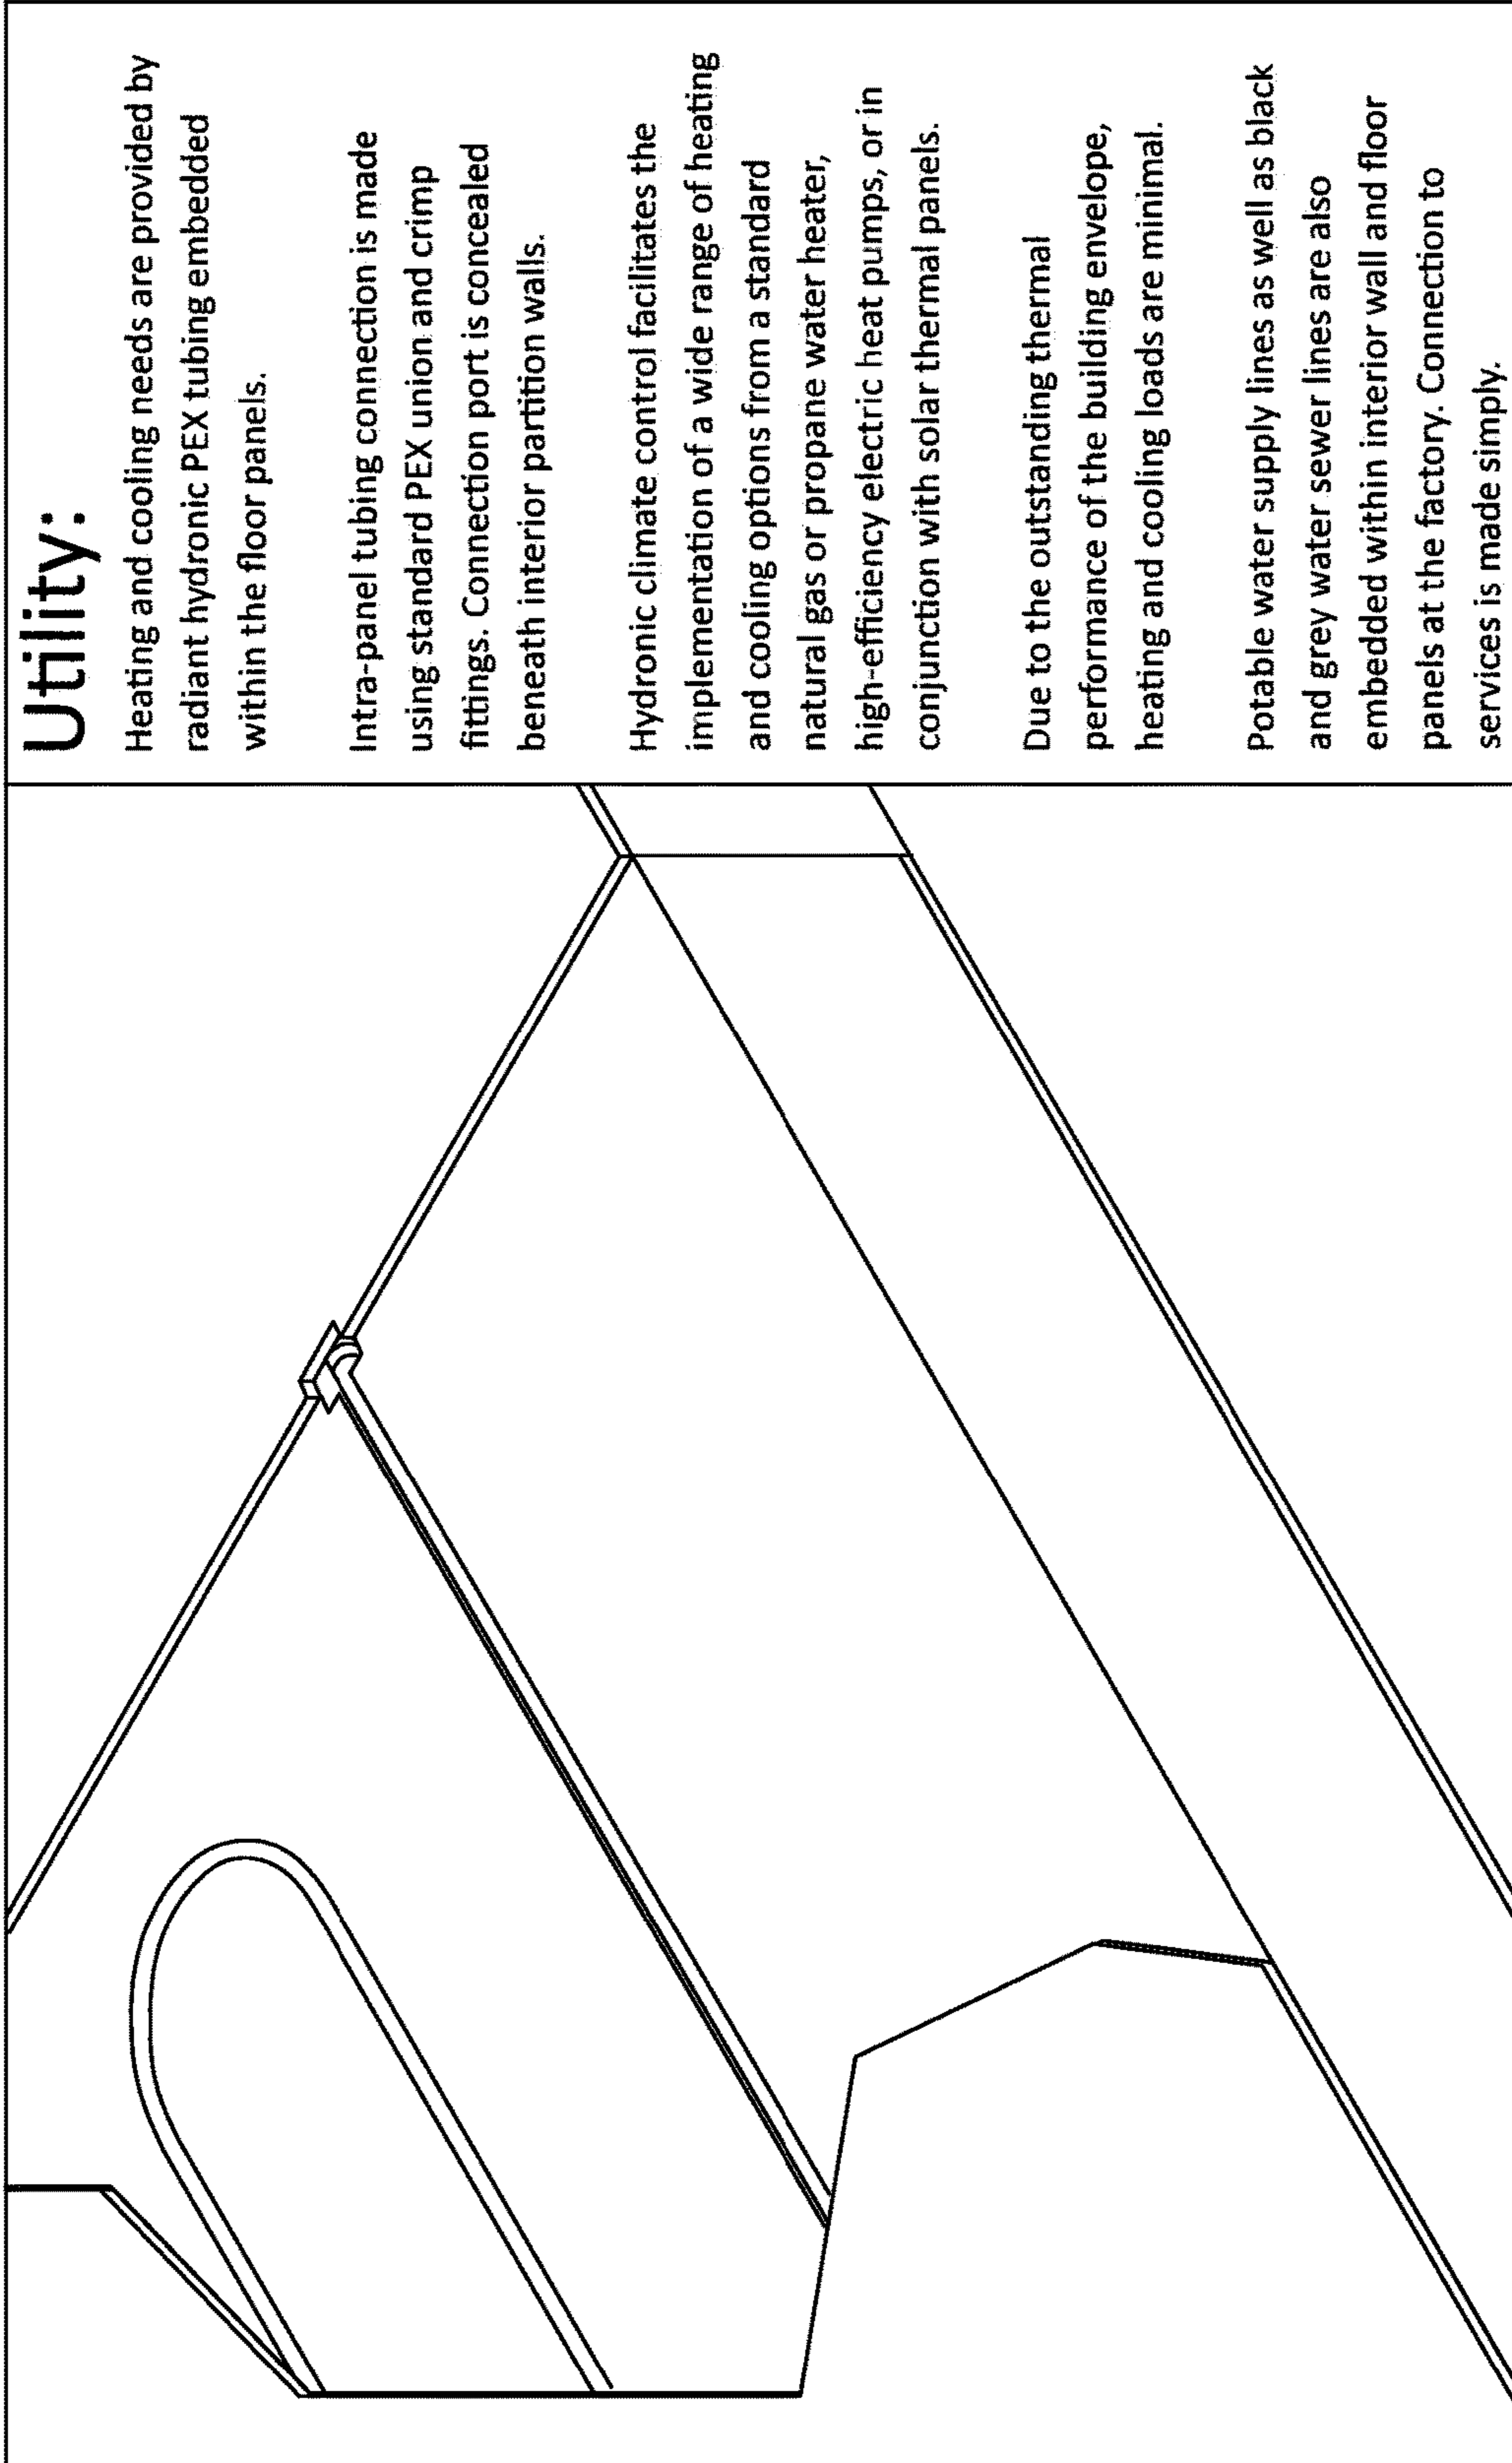 Utility:
Heating and cooling needs are provided by
radiant hydronic PEX tubing embedded
within the floor panels.
Intra-panel tubing connection is made
using standard PEX union and crimp
fittings. Connection port is concealed
beneath interior partition walls.
Hydronic climate control facilitates the
implementation of a wide range of heating
and cooling options from a standard
natural gas or propane water heater,
high-efficiency electric heat pumps, or in
conjunction with solar thermal panels.
Due to the outstanding thermal
performance of the building envelope,
heating and cooling loads are minimal.
Potable water supply lines as well as black
and grey water sewer lines are also
embedded within interior wall and floor
panels at the factory. Connection to
services is made simply.